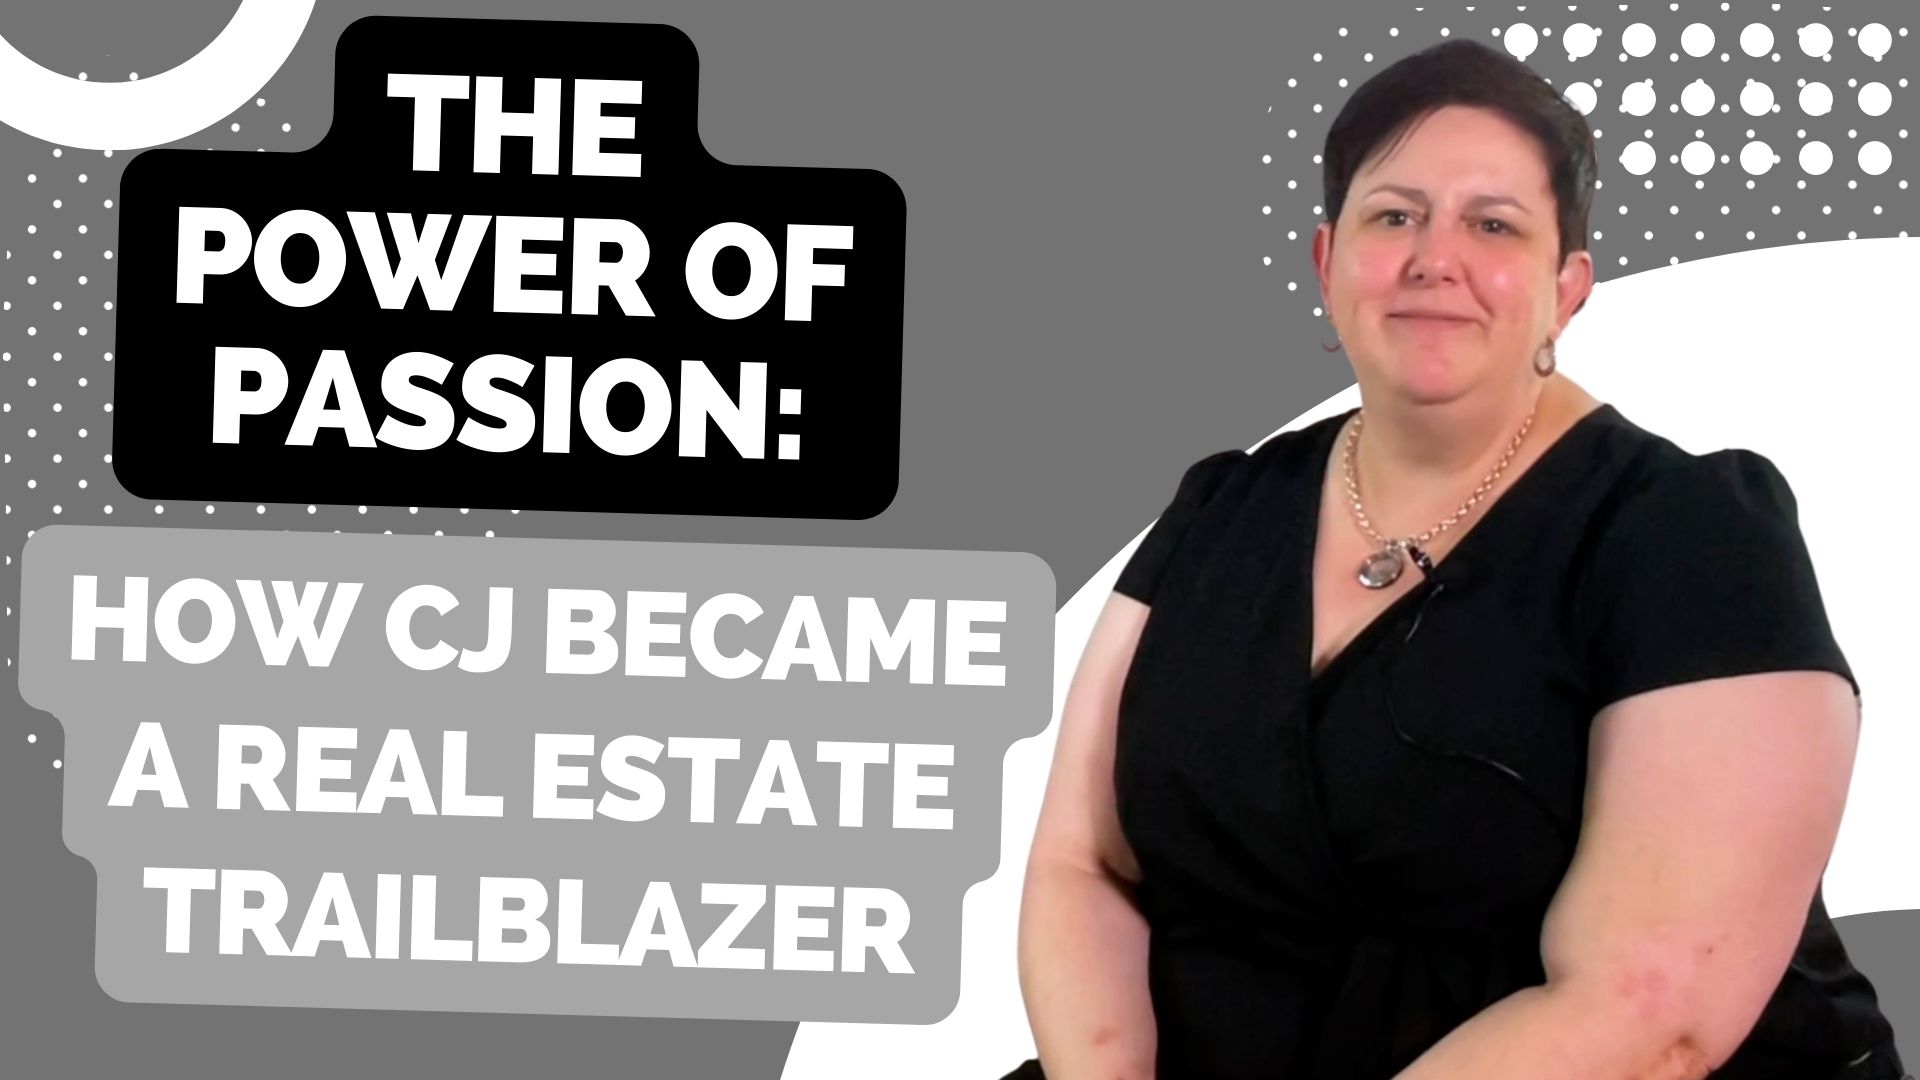 THE
POWER OF
PASSION:
HOW CJ BECAME
A REAL ESTATE
TRAILBLAZER